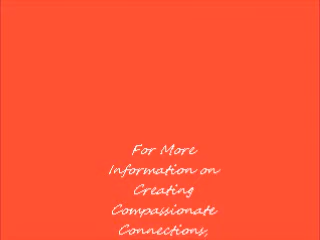 For More
Information on
Creating
Compassionate
Connections,